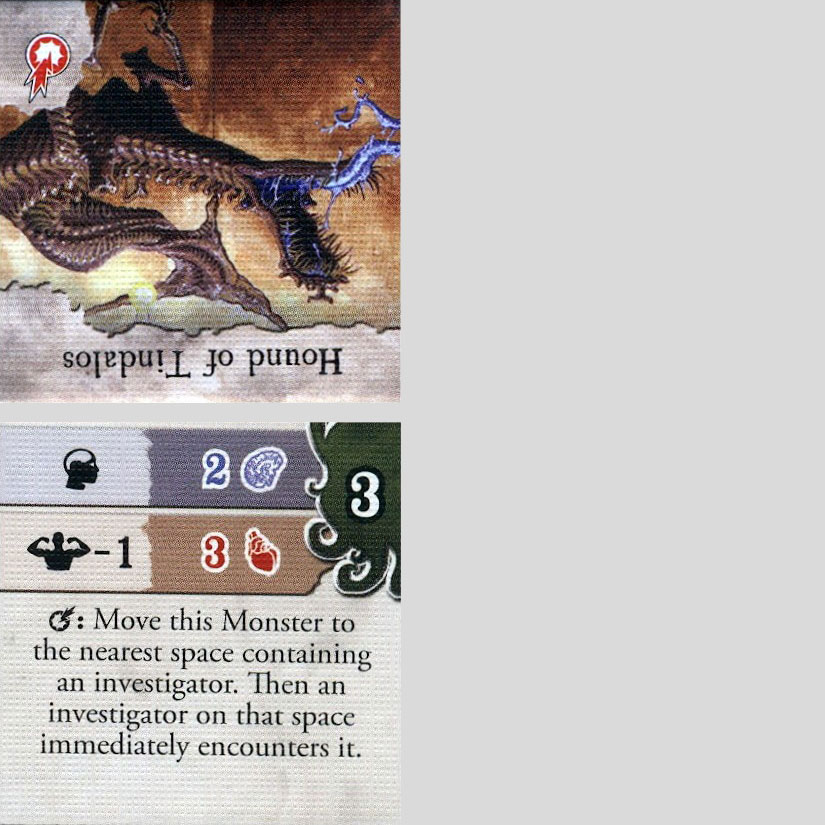 Hound of Tindalos
2
3
-1
3
: Move this Monster to
the nearest space containing
an investigator. Then an
investigator on that space
immediately encounters it.